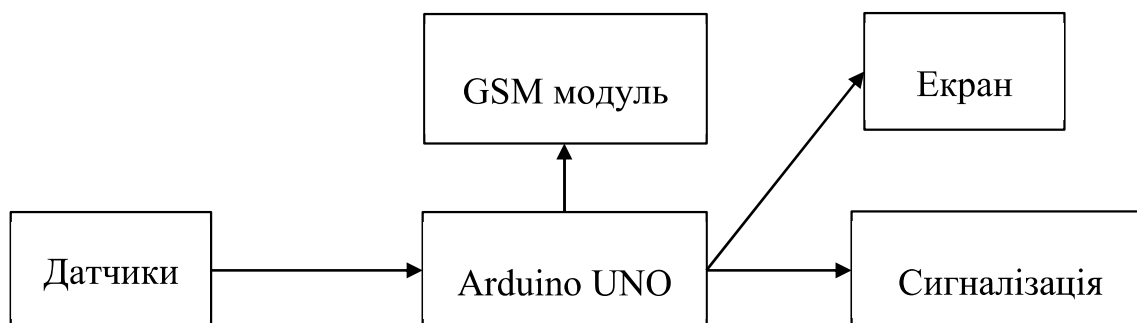 GSM модуль
Екран
Датчики
Arduino UNO
Сигналізація